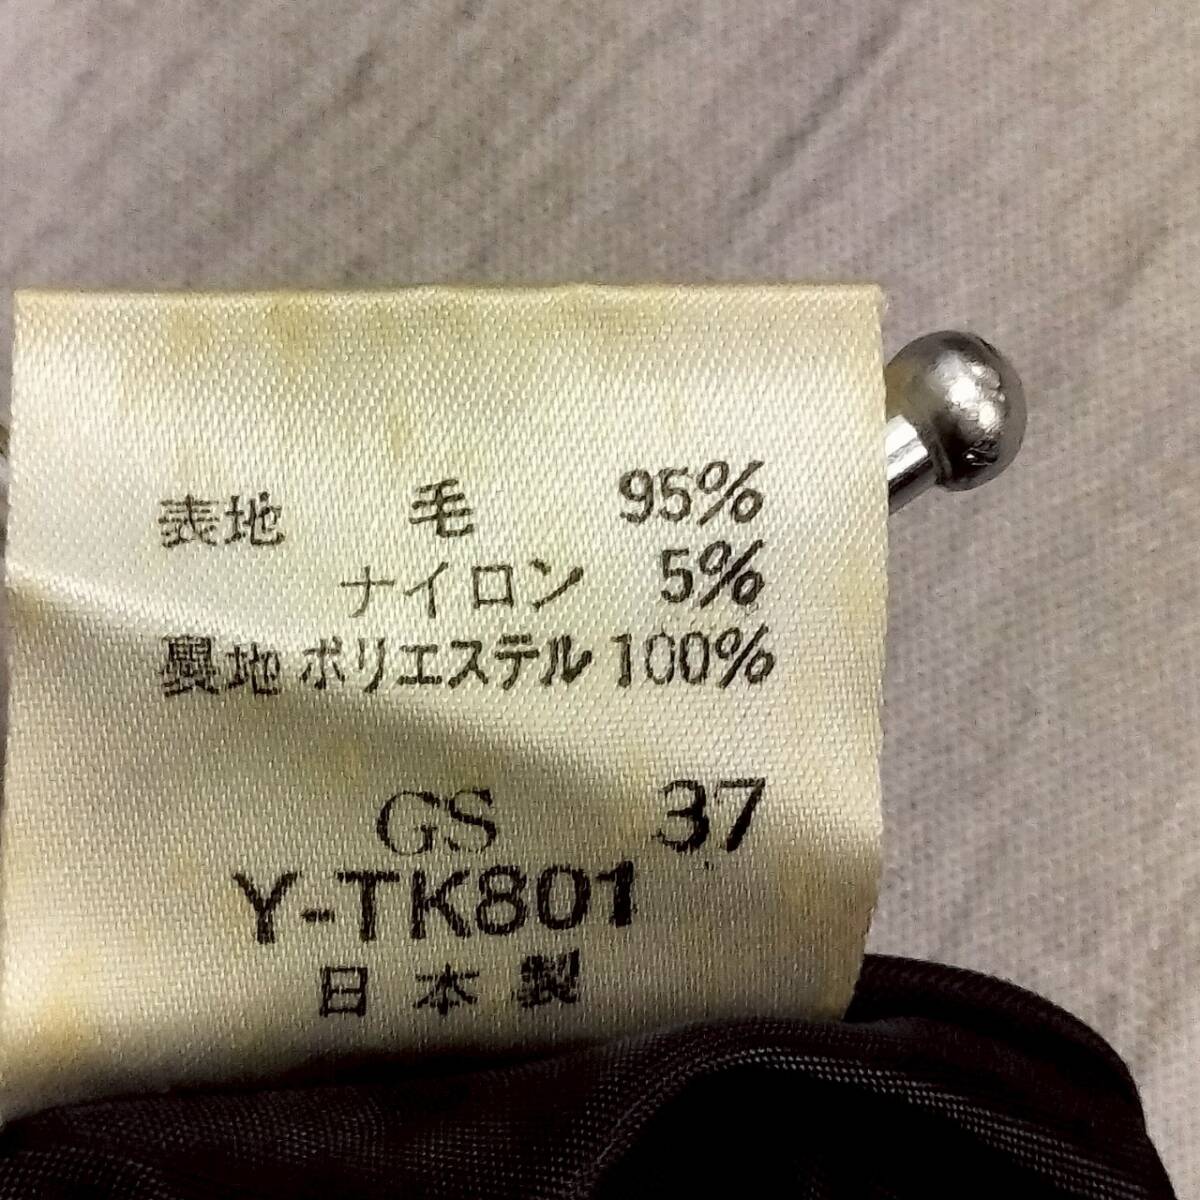 表地 毛 95%
ナイロン 5%
裏地 ポリエステル 100%
GS 37
Y-TK801
日本製